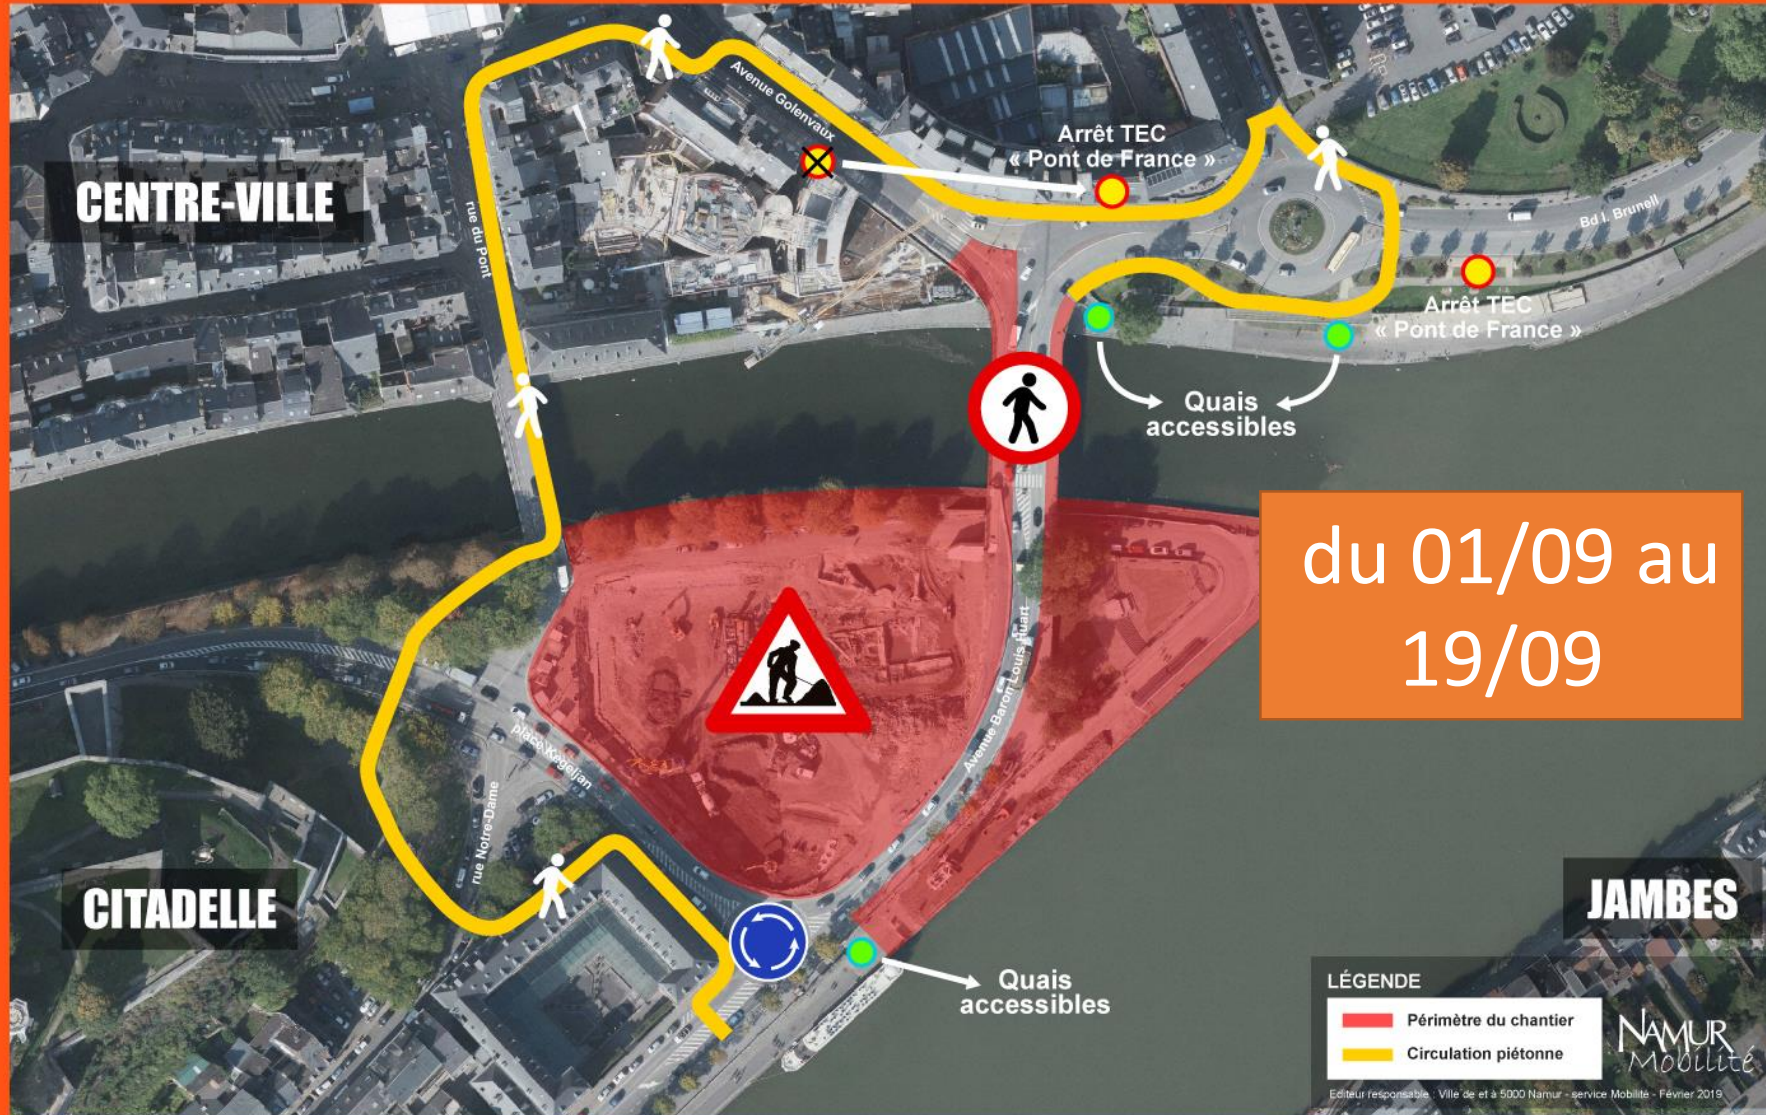 CENTRE-VILLE
rue du Pont
Avenue Golenvaux
Arrêt TEC
« Pont de France »
Bd I. Brunell
Arrêt TEC
« Pont de France »
Quais
accessibles
du 01/09 au
19/09
Avenue Baron Louis Huart
place Kegeljan
rue Notre-Dame
CITADELLE
JAMBES
Quais
accessibles
LÉGENDE
Périmètre du chantier
Circulation piétonne
NAMUR
Mobilité
Editeur responsable : Ville de et à 5000 Namur - service Mobilité - Février 2019